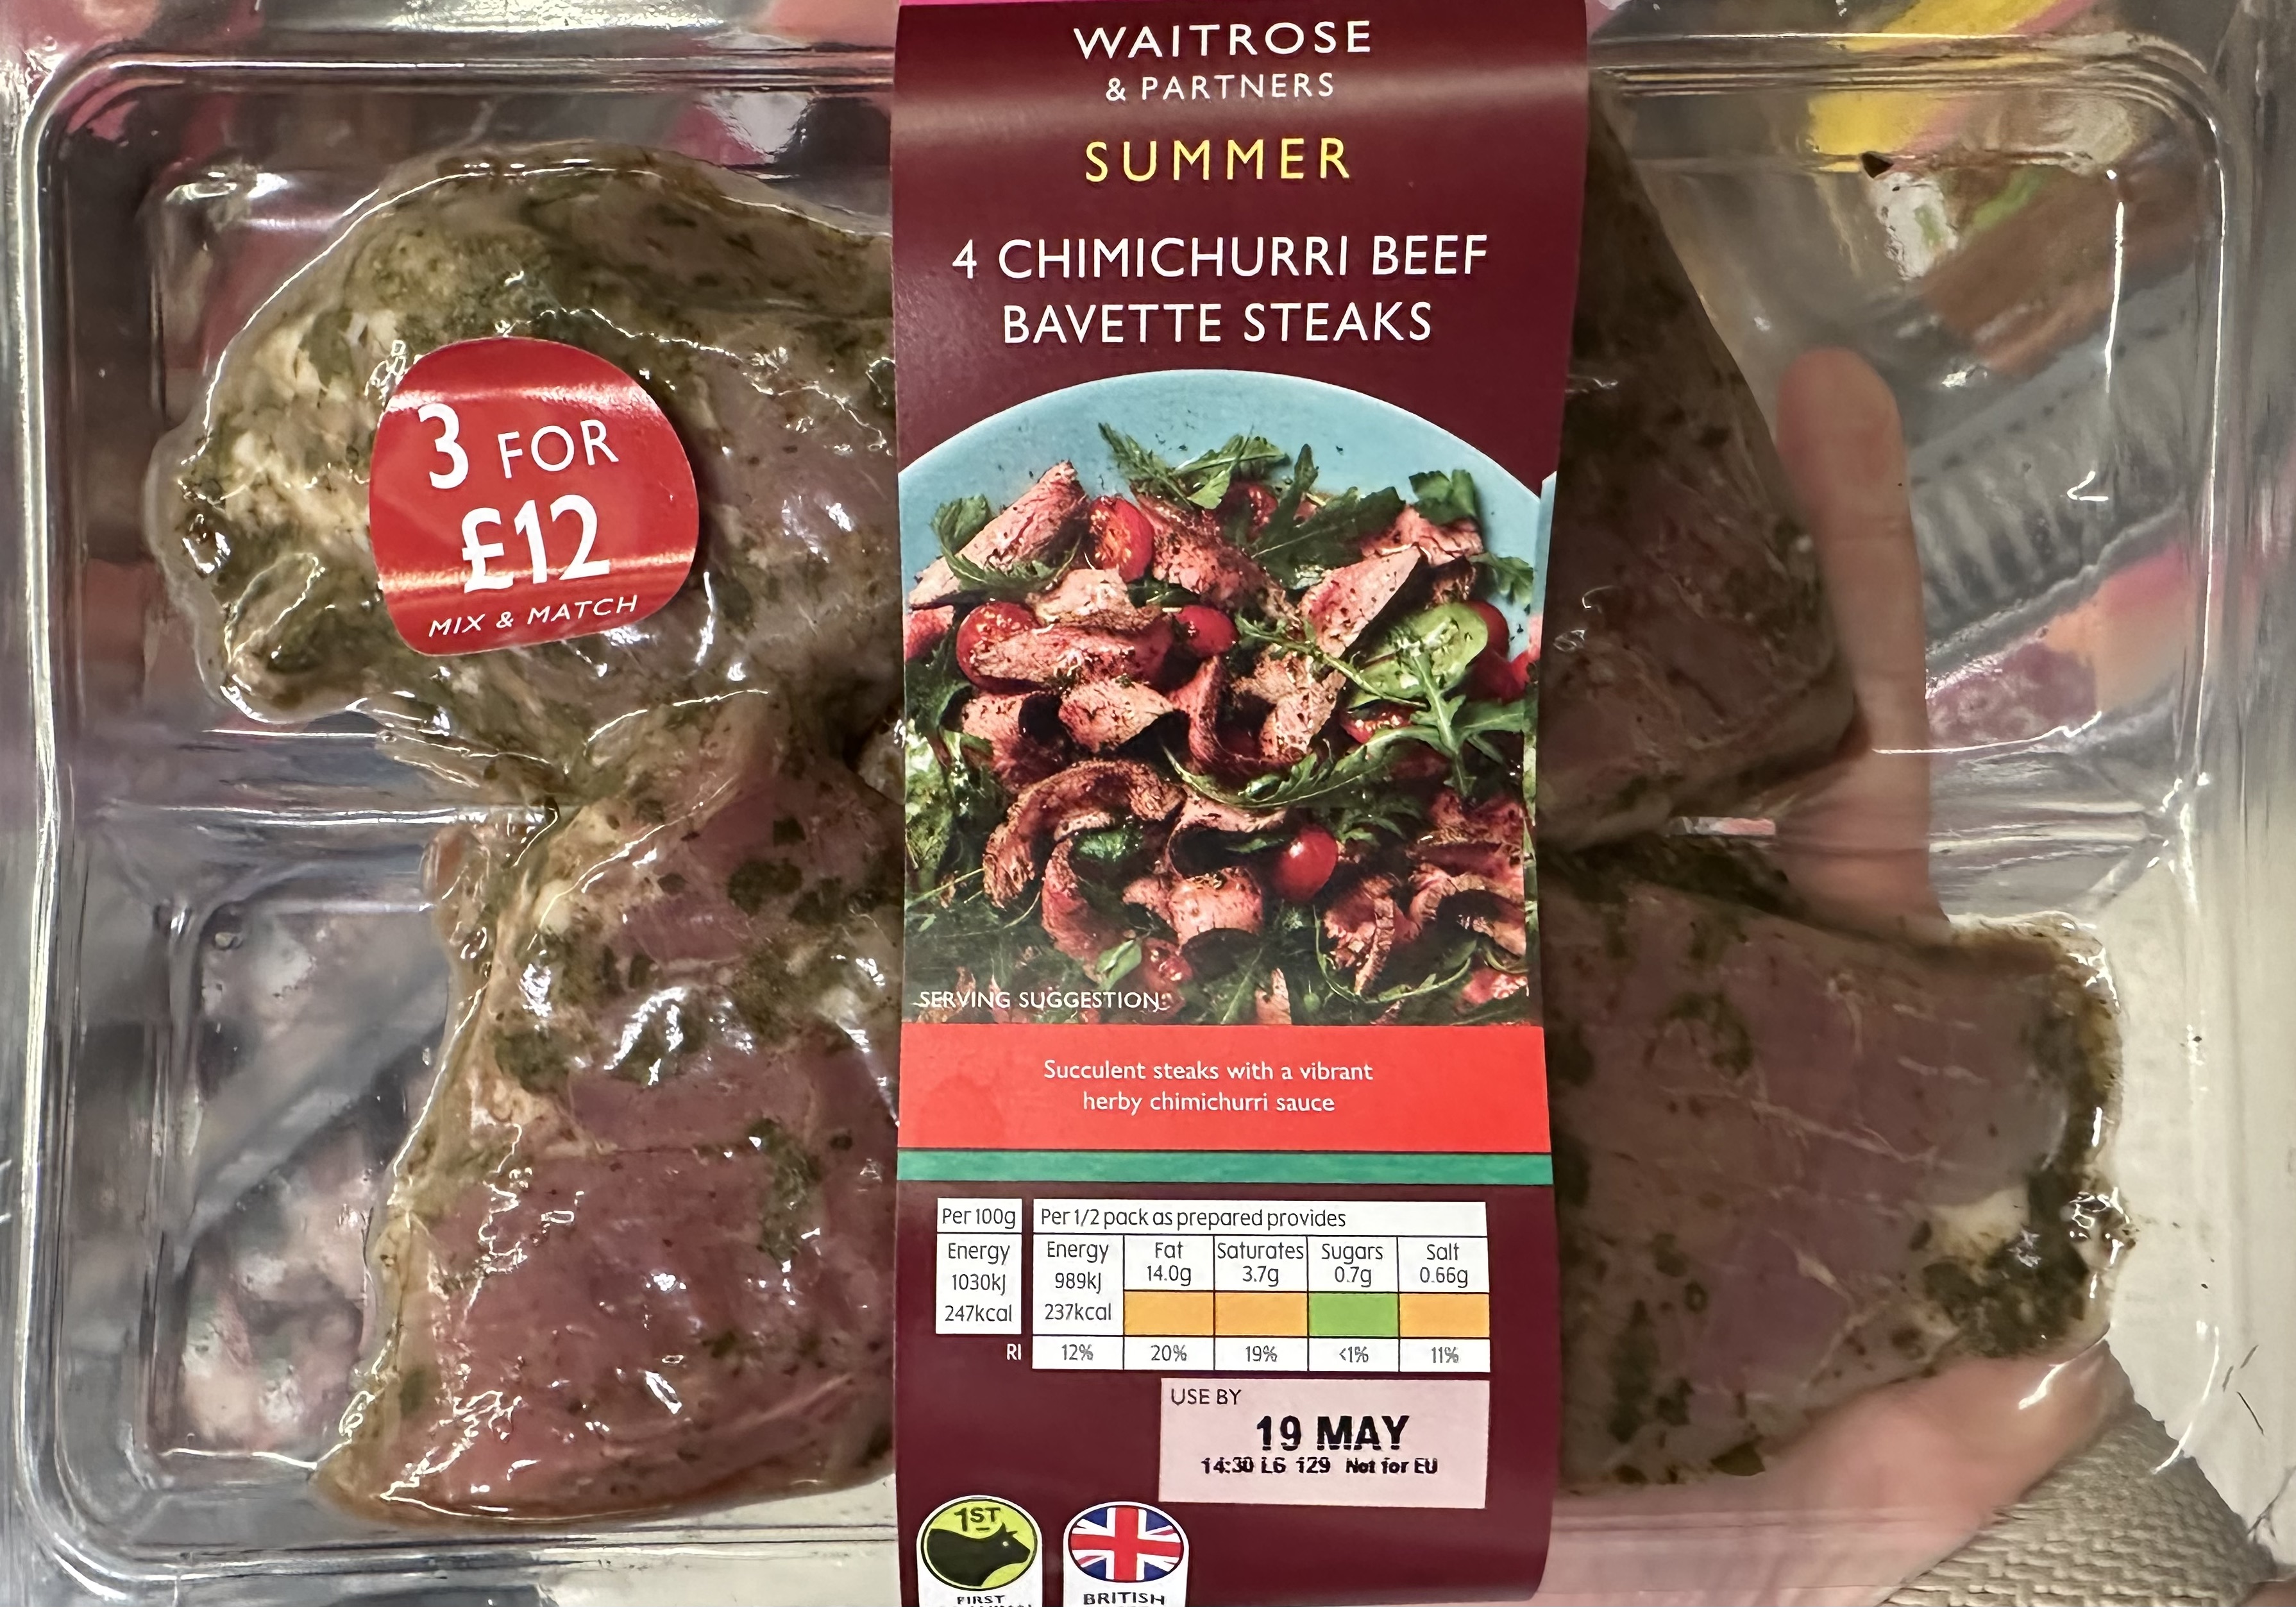 WAITROSE
& PARTNERS
SUMMER
4 CHIMICHURRI BEEF
BAVETTE STEAKS
3 FOR
£12
MIX & MATCH
SERVING SUGGESTION
Succulent steaks with a vibrant
herby chimichurri sauce
Per 100g
Energy
1030kJ
247kcal
Per 1/2 pack as prepared provides
Energy Fat Saturates Sugars Salt
989kJ 14.0g 3.7g 0.7g 0.66g
237kcal
RI 12% 20% 19% <1% 11%
USE BY
19 MAY
14:30 L6 129 Not for EU
1ST
FIRST
BRITISH